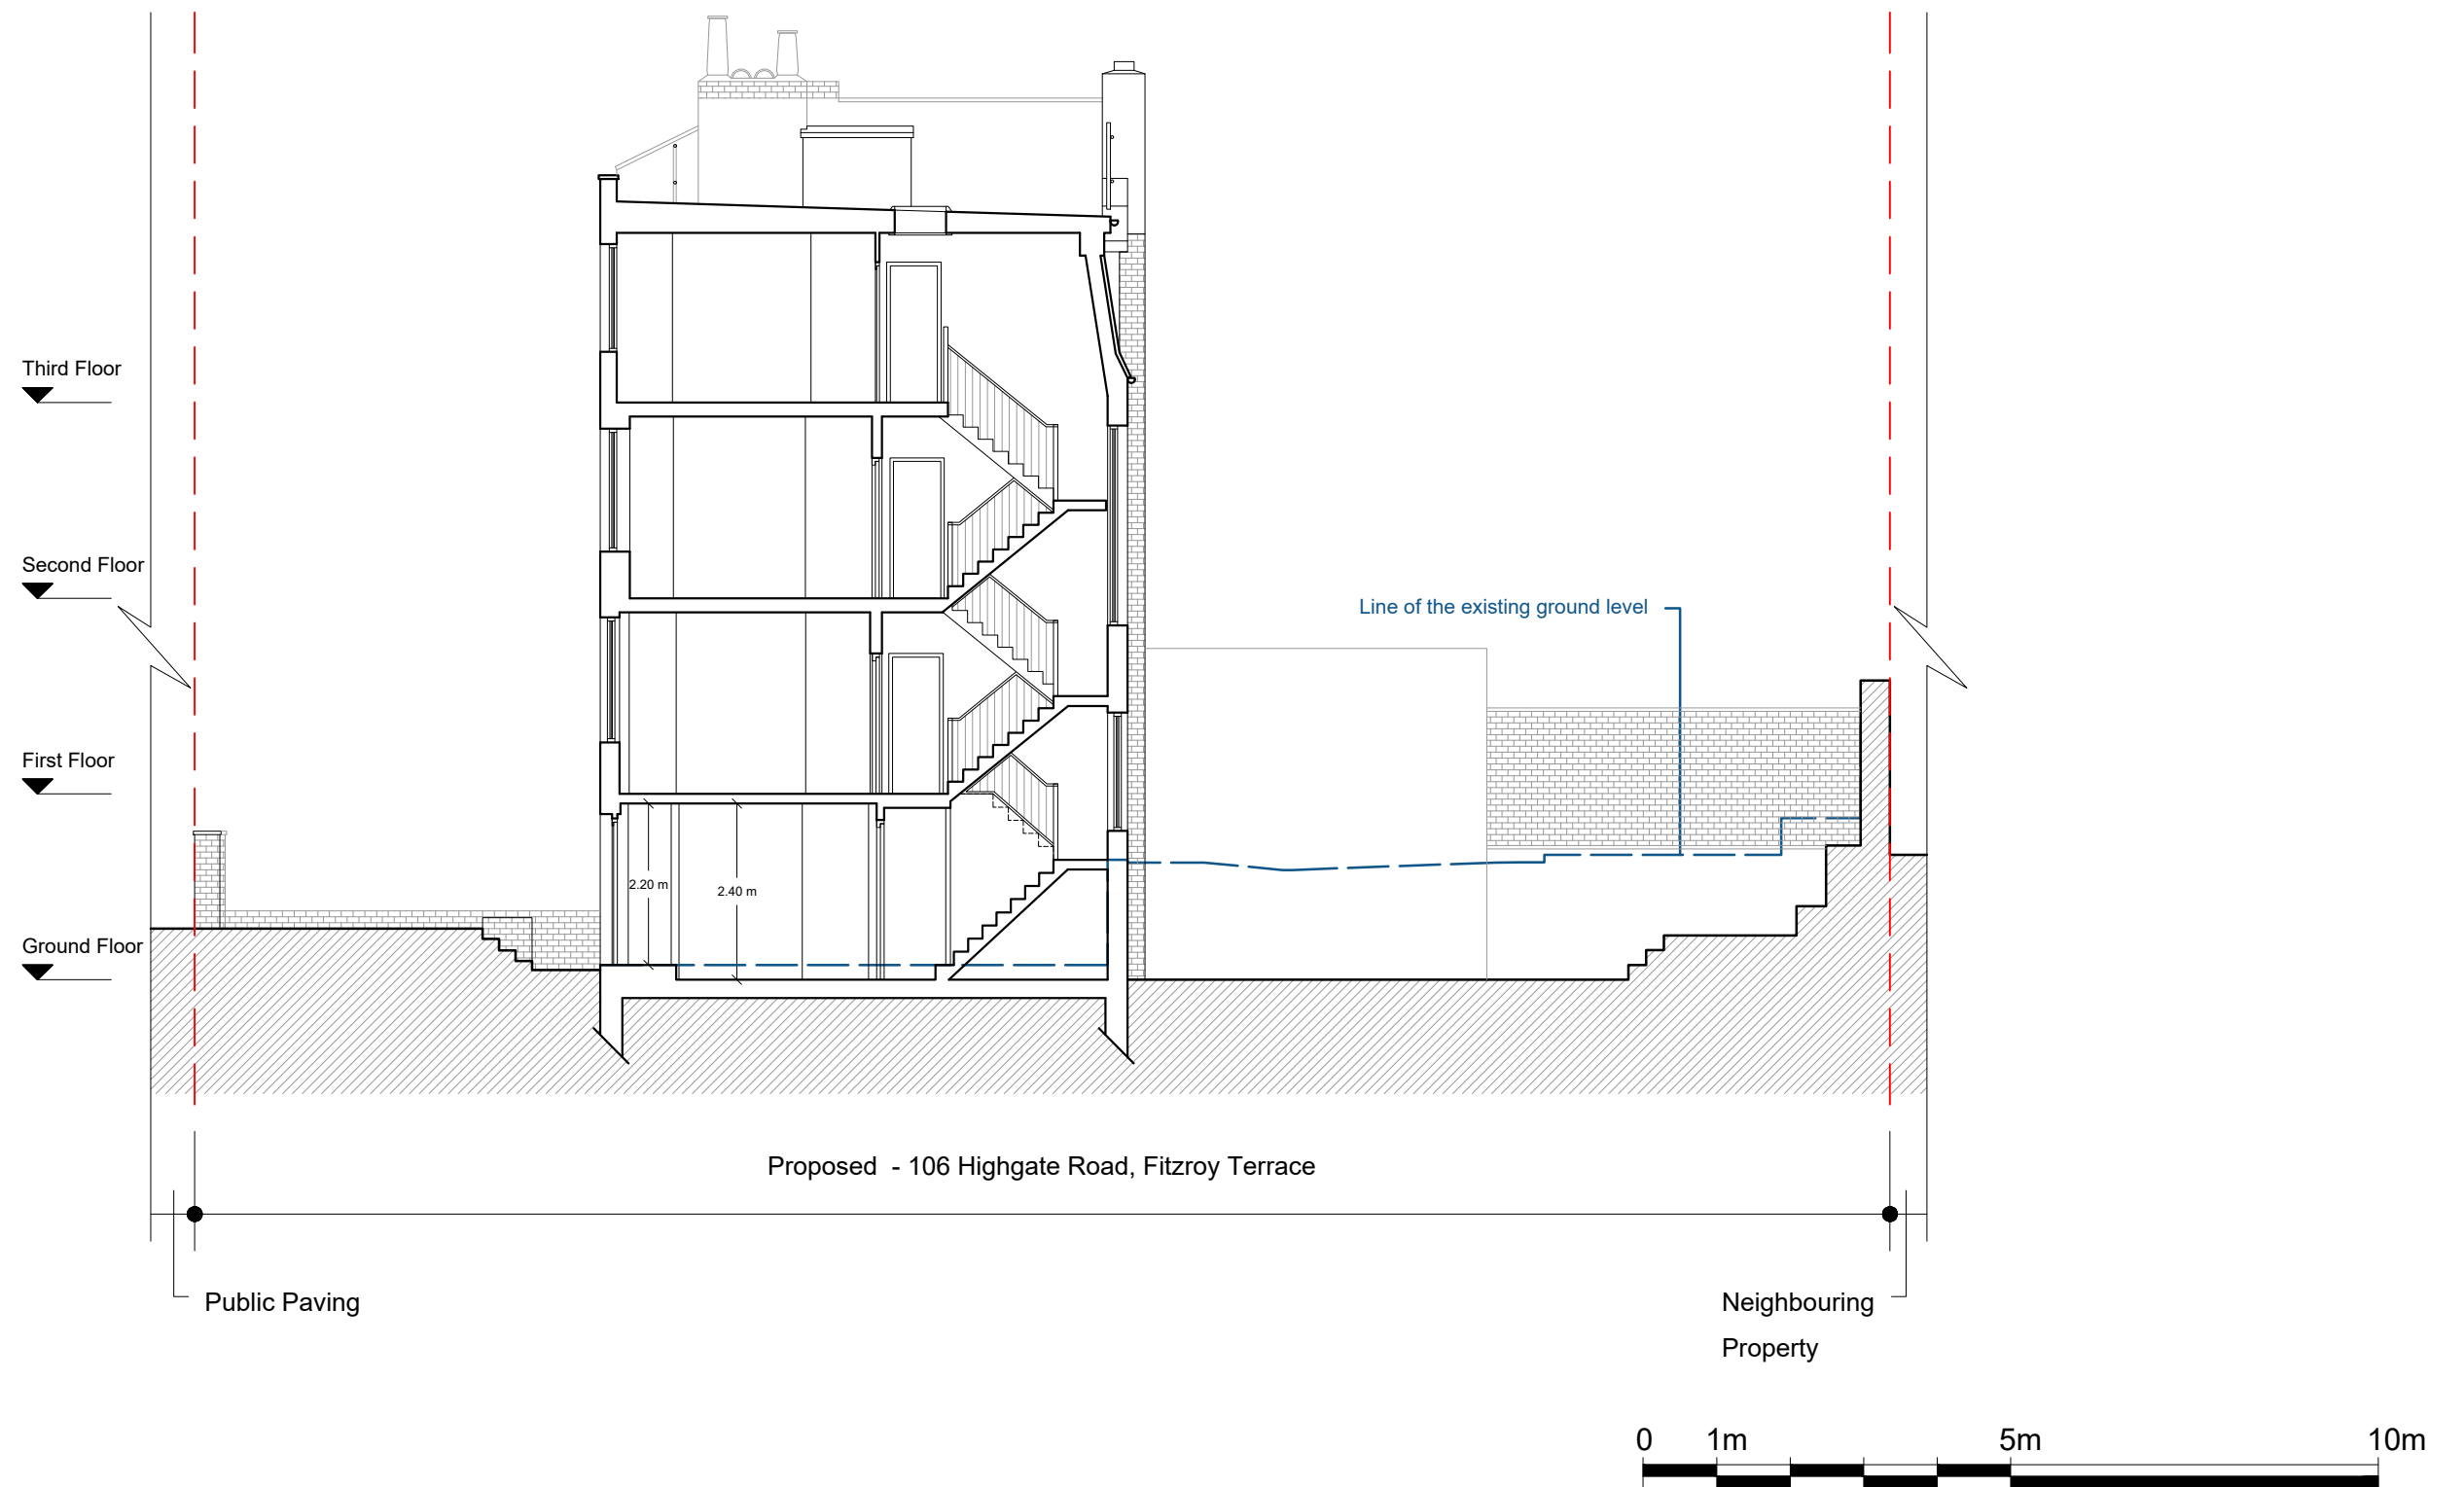 Third Floor
Second Floor
Line of the existing ground level
First Floor
2.20 m
2.40 m
Ground Floor
Proposed - 106 Highgate Road, Fitzroy Terrace
Public Paving
Neighbouring
Property
0 1m 5m 10m